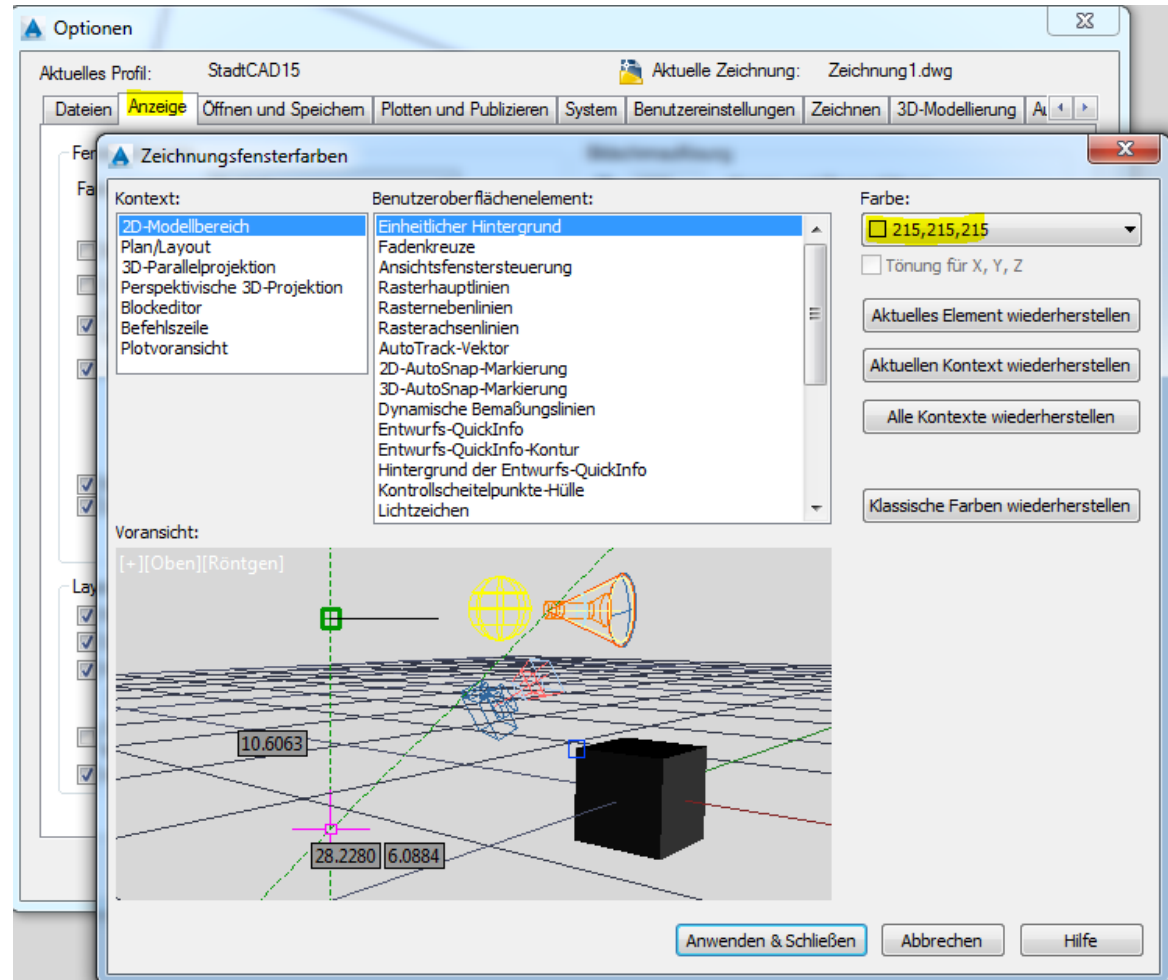 Optionen
Aktuelles Profil: StadtCAD15 Aktuelle Zeichnung: Zeichnung1.dwg
Dateien Anzeige Öffnen und Speichern Plotten und Publizieren System Benutzereinstellungen Zeichnen 3D-Modellierung
Zeichnungsfensterfarben
Kontext:
2D-Modellbereich
Plan/Layout
3D-Parallelprojektion
Perspektivische 3D-Projektion
Blockeditor
Befehlszeile
Plotvoransicht
Benutzeroberflächenelement:
Einheitlicher Hintergrund
Fadenkreuze
Ansichtsfenstersteuerung
Rasterhauptlinien
Rasternebenlinien
Rasterachsenlinien
AutoTrack-Vektor
2D-AutoSnap-Markierung
3D-AutoSnap-Markierung
Dynamische Bemaßungslinien
Entwurfs-QuickInfo
Entwurfs-QuickInfo-Kontur
Hintergrund der Entwurfs-QuickInfo
Kontrollscheitelpunkte-Hülle
Lichtzeichen
Farbe:
215,215,215
Tönung für X, Y, Z
Aktuelles Element wiederherstellen
Aktuellen Kontext wiederherstellen
Alle Kontexte wiederherstellen
Klassische Farben wiederherstellen
Voransicht:
[+][Oben][Röntgen]
10.6063
28.2280 6.0884
Anwenden & Schließen Abbrechen Hilfe